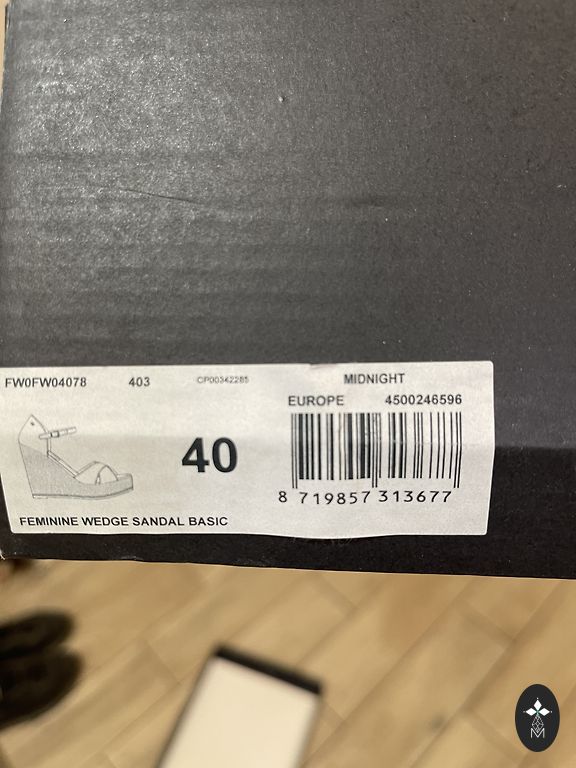 FW0FW04078 403 CP00342285 MIDNIGHT
EUROPE 4500246596
40
8 719857 313677
FEMININE WEDGE SANDAL BASIC
M